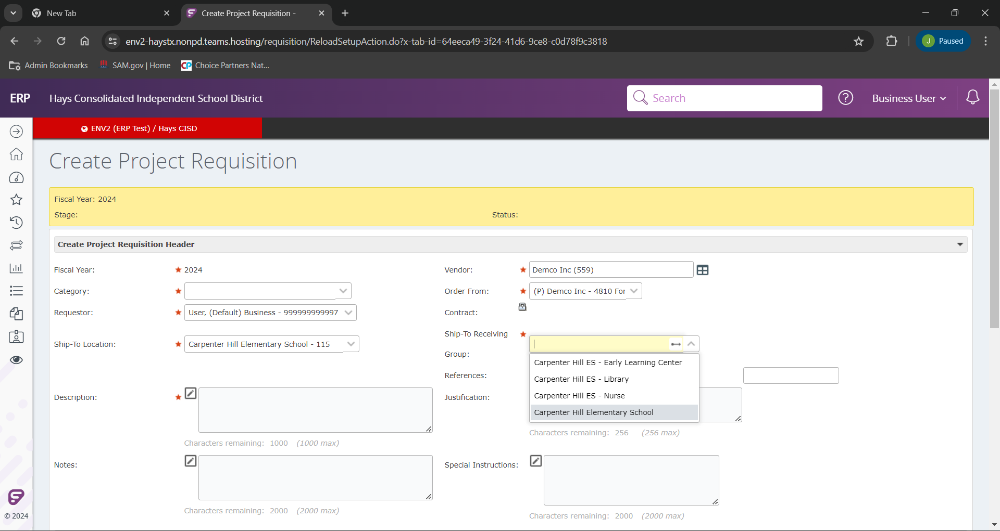 New Tab
Create Project Requisition -
env2-haystx.nonpd.teams.hosting/requisition/ReloadSetupAction.do?x-tab-id=64eeca49-3f24-41d6-9ce8-c0d78f9c3818
J Paused
Admin Bookmarks
SAM.gov | Home
CP Choice Partners Nat...
ERP
Hays Consolidated Independent School District
Search
Business User
ENV2 (ERP Test) / Hays CISD
Create Project Requisition
Fiscal Year: 2024
Stage:
Status:
Create Project Requisition Header
Fiscal Year: 2024
Vendor: Demco Inc (559)
Category:
Order From: (P) Demco Inc - 4810 For
Requestor: User, (Default) Business - 999999999997
Contract:
Ship-To Location: Carpenter Hill Elementary School - 115
Ship-To Receiving
Group:
Carpenter Hill ES - Early Learning Center
Carpenter Hill ES - Library
Carpenter Hill ES - Nurse
Carpenter Hill Elementary School
References:
Description:
Justification:
Characters remaining: 256 (256 max)
Characters remaining: 1000 (1000 max)
Notes:
Special Instructions:
Characters remaining: 2000 (2000 max)
Characters remaining: 2000 (2000 max)
© 2024